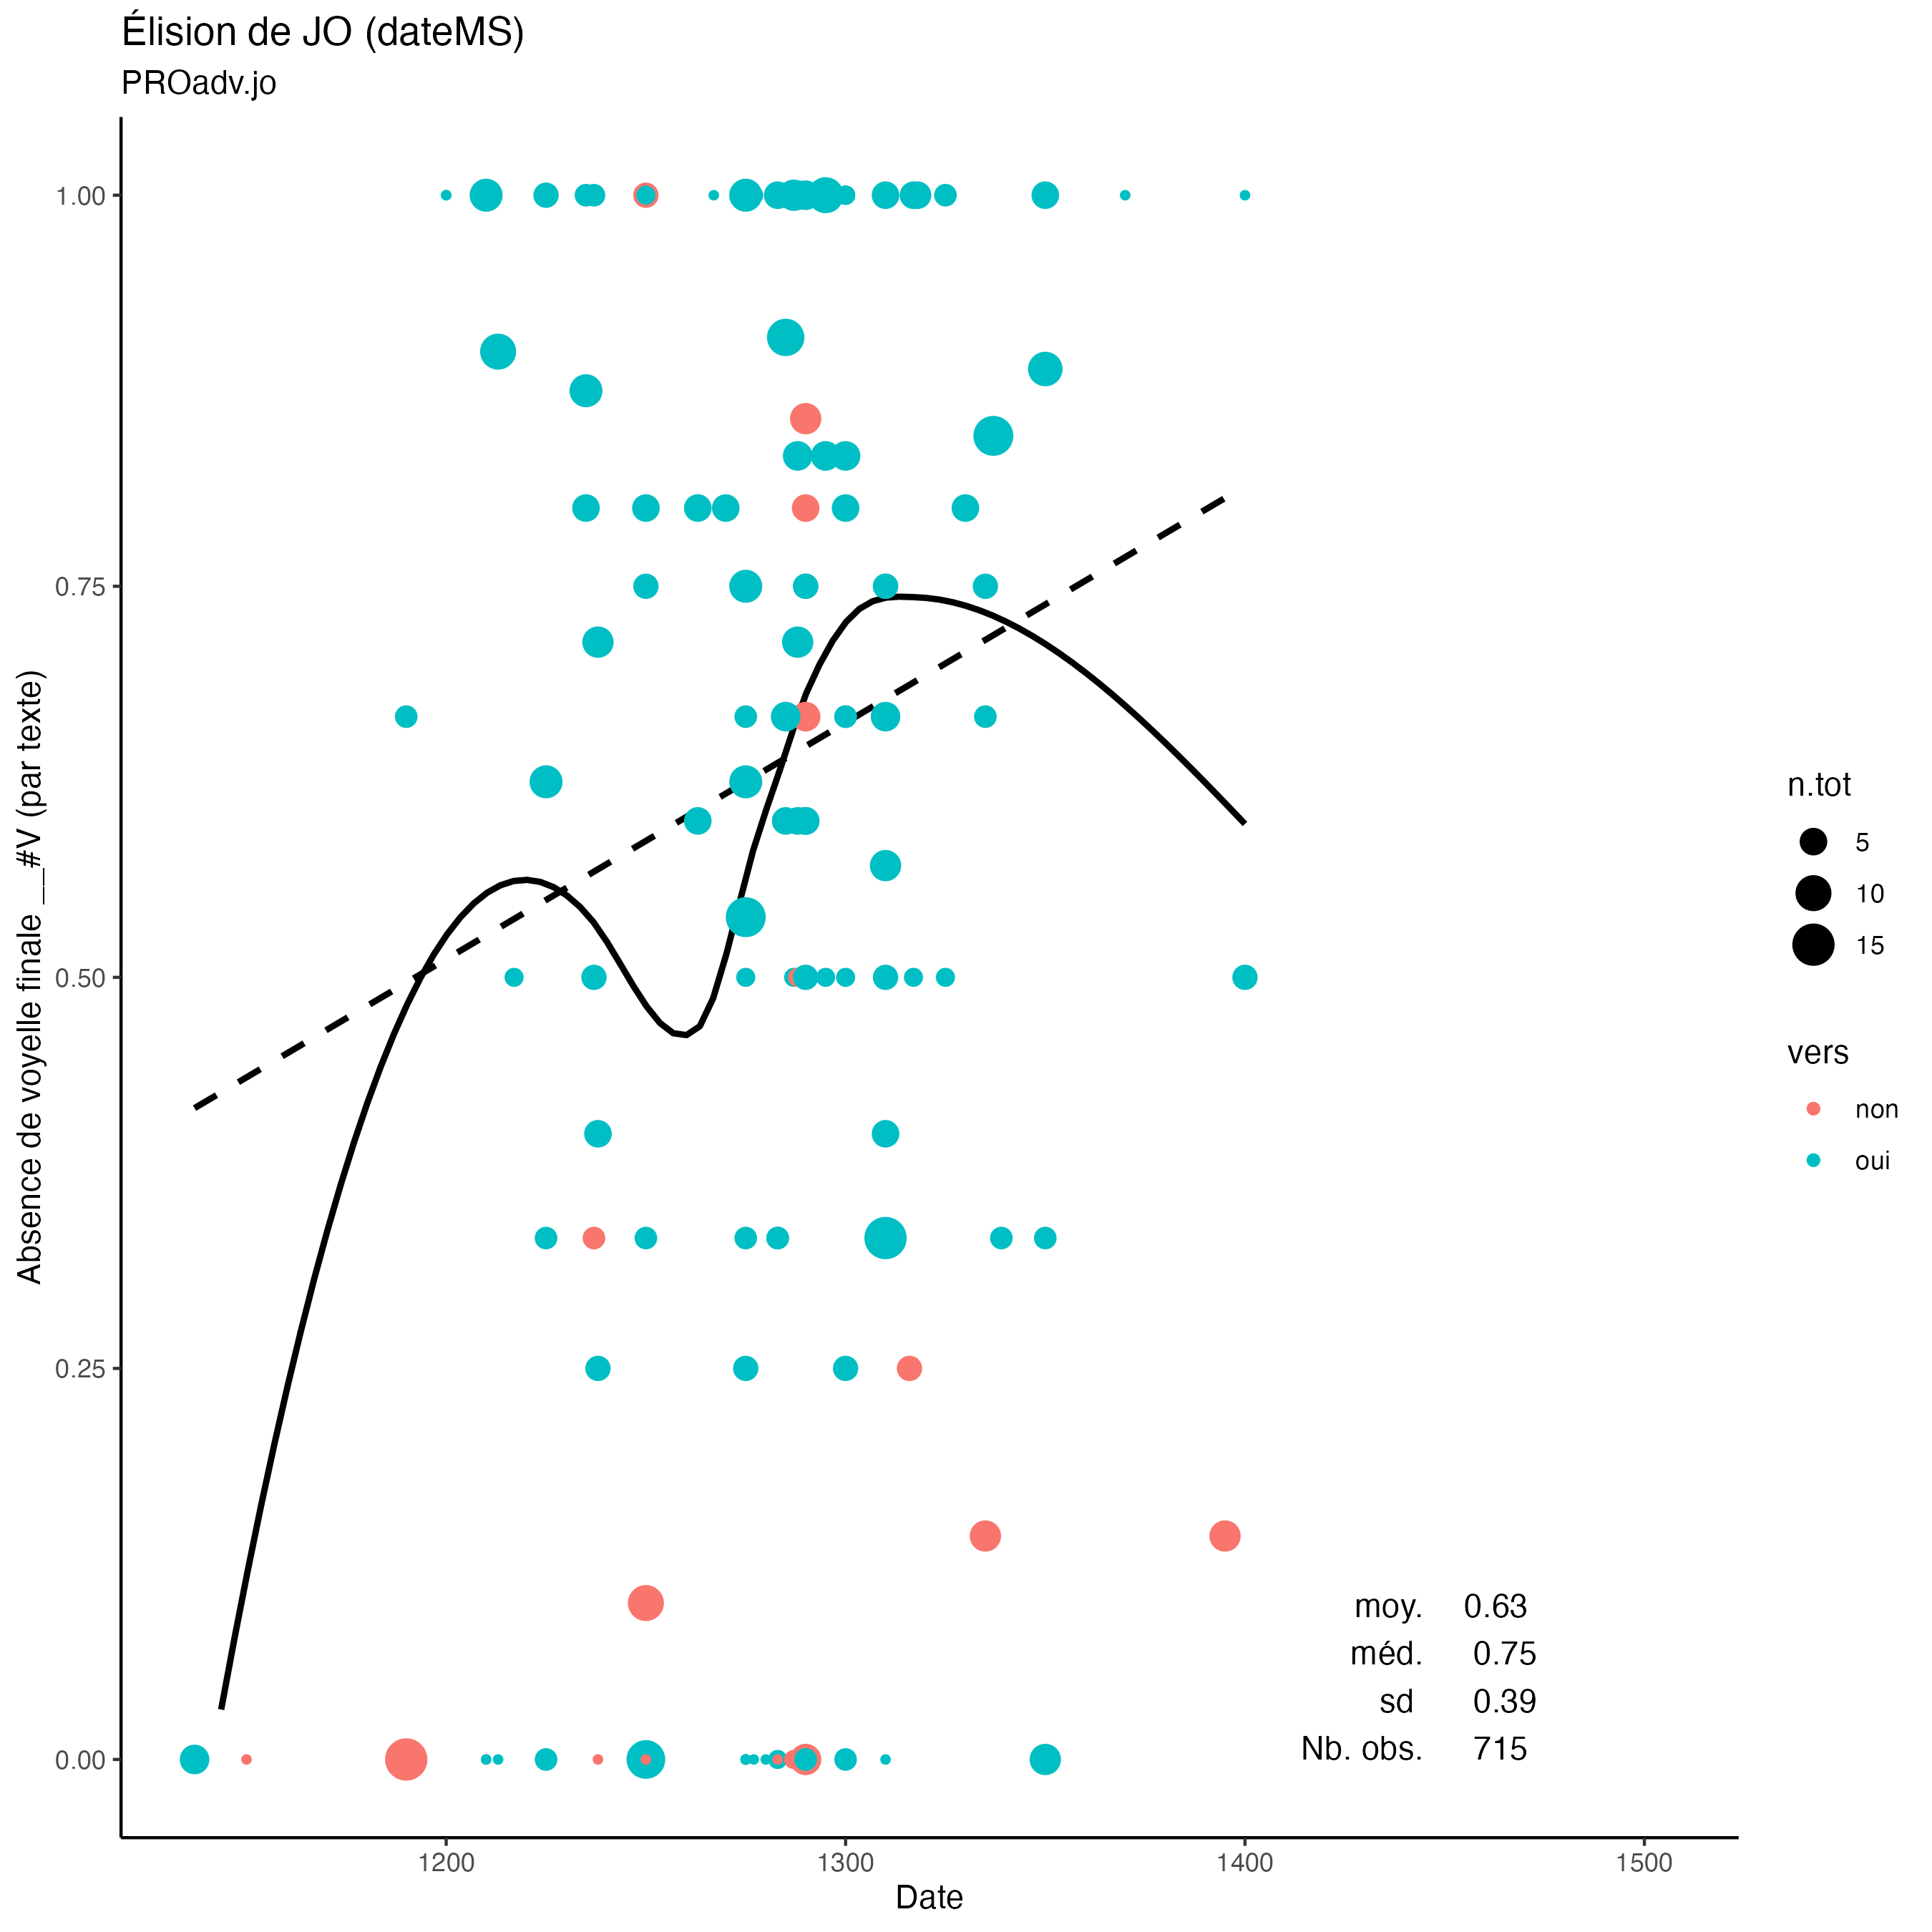 Élision de JO (dateMS)
PROadv.jo
Absence de voyelle finale __#V (par texte)
1.00
0.75
0.50
0.25
0.00
1200
1300
1400
1500
Date
moy. 0.63
méd. 0.75
sd 0.39
Nb. obs. 715
n.tot
5
10
15
vers
non
oui